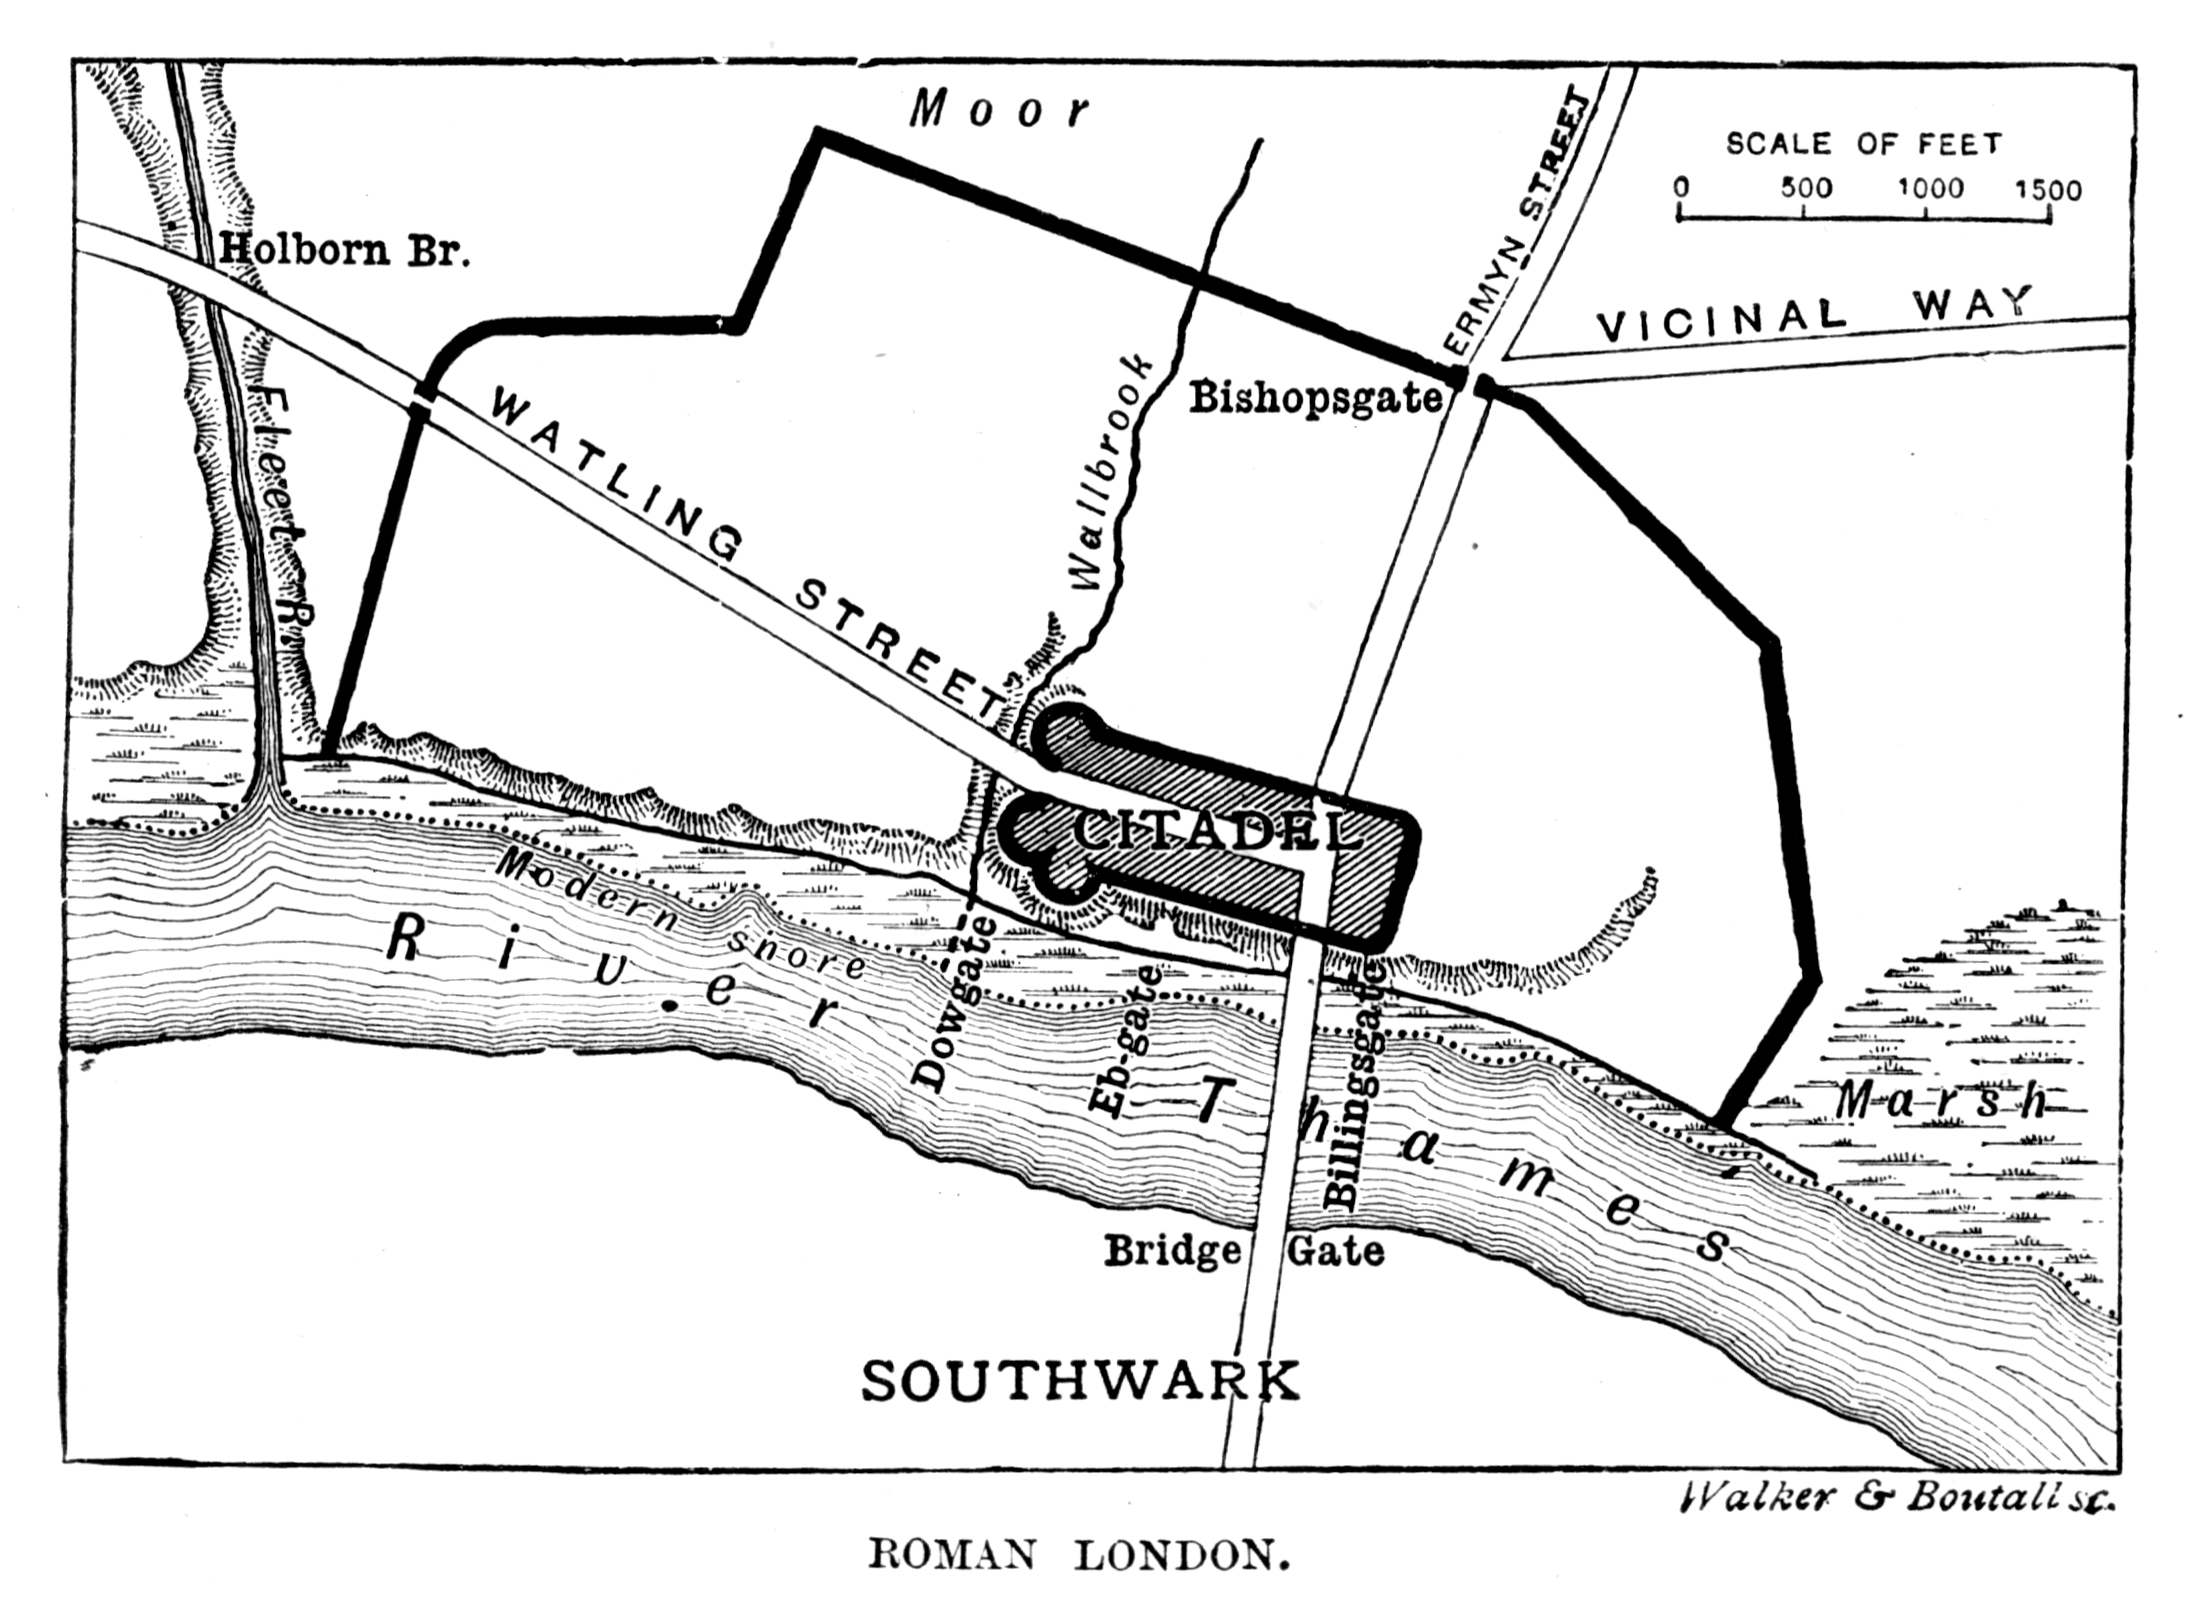 Moor
SCALE OF FEET
0 500 1000 1500
ERMYN STREET
VICINAL WAY
Holborn Br.
Bishopsgate
Wallbrook
Fleet R.
WATLING STREET
CITADEL
Modern shore
River Thames
Dowgate
Eb-gate
Billingsgate
Marsh
Bridge Gate
SOUTHWARK
Walker & Boutall sc.
ROMAN LONDON.